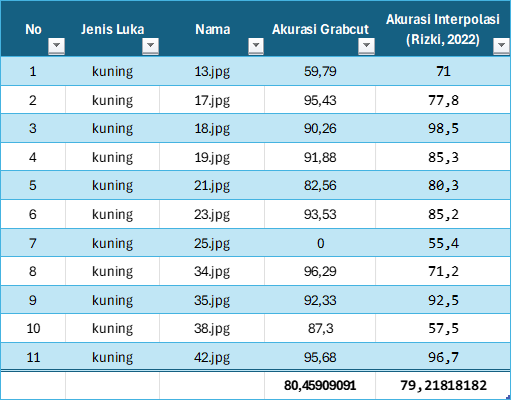 No Jenis Luka Nama Akurasi Grabcut Akurasi Interpolasi (Rizki, 2022)
1 kuning 13.jpg 59,79 71
2 kuning 17.jpg 95,43 77,8
3 kuning 18.jpg 90,26 98,5
4 kuning 19.jpg 91,88 85,3
5 kuning 21.jpg 82,56 80,3
6 kuning 23.jpg 93,53 85,2
7 kuning 25.jpg 0 55,4
8 kuning 34.jpg 96,29 71,2
9 kuning 35.jpg 92,33 92,5
10 kuning 38.jpg 87,3 57,5
11 kuning 42.jpg 95,68 96,7
80,45909091 79,21818182